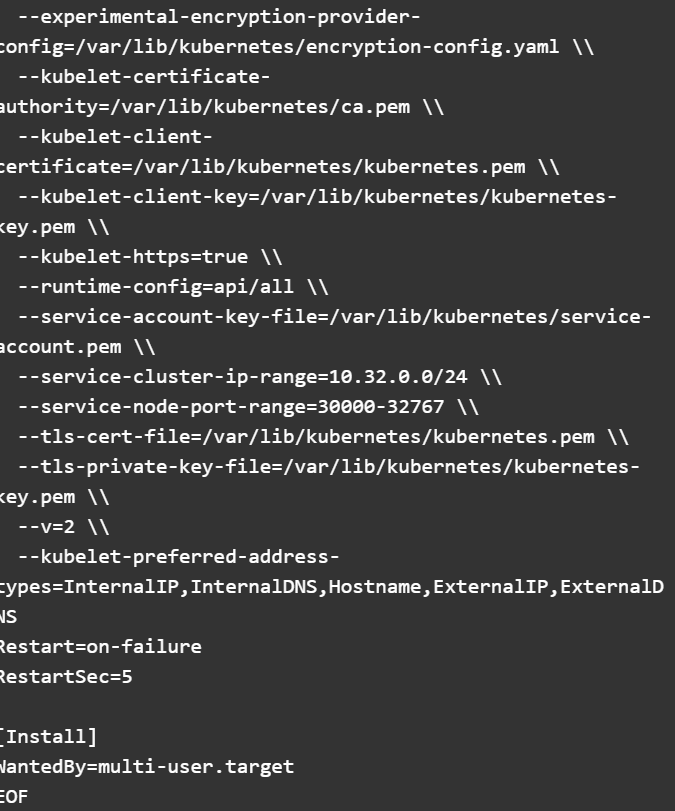 --experimental-encryption-provider-
config=/var/lib/kubernetes/encryption-config.yaml \\
--kubelet-certificate-
authority=/var/lib/kubernetes/ca.pem \\
--kubelet-client-
certificate=/var/lib/kubernetes/kubernetes.pem \\
--kubelet-client-key=/var/lib/kubernetes/kubernetes-
key.pem \\
--kubelet-https=true \\
--runtime-config=api/all \\
--service-account-key-file=/var/lib/kubernetes/service-
account.pem \\
--service-cluster-ip-range=10.32.0.0/24 \\
--service-node-port-range=30000-32767 \\
--tls-cert-file=/var/lib/kubernetes/kubernetes.pem \\
--tls-private-key-file=/var/lib/kubernetes/kubernetes-
key.pem \\
--v=2 \\
--kubelet-preferred-address-
types=InternalIP,InternalDNS,Hostname,ExternalIP,ExternalD
NS
Restart=on-failure
RestartSec=5

[Install]
WantedBy=multi-user.target
EOF